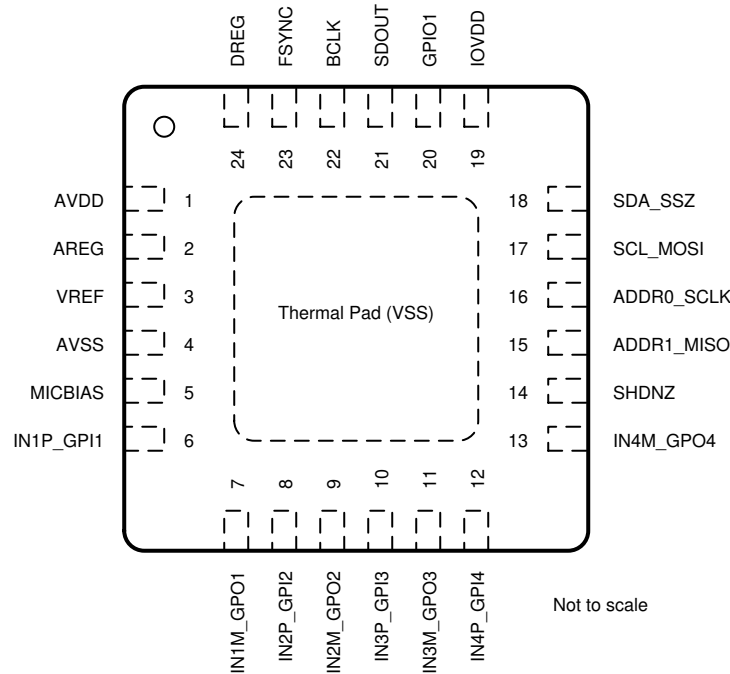 DREG
FSYNC
BCLK
SDOUT
GPIO1
IOVDD
24
23
22
21
20
19
AVDD 1
AREG 2
VREF 3
AVSS 4
MICBIAS 5
IN1P_GPI1 6
Thermal Pad (VSS)
18 SDA_SSZ
17 SCL_MOSI
16 ADDR0_SCLK
15 ADDR1_MISO
14 SHDNZ
13 IN4M_GPO4
7
8
9
10
11
12
IN1M_GPO1
IN2P_GPI2
IN2M_GPO2
IN3P_GPI3
IN3M_GPO3
IN4P_GPI4
Not to scale